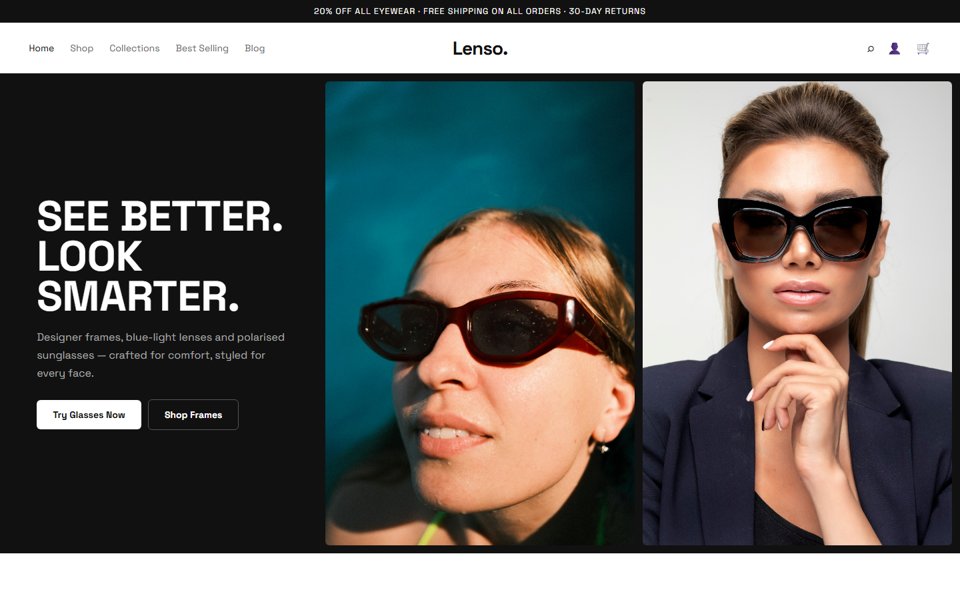 20% OFF ALL EYEWEAR · FREE SHIPPING ON ALL ORDERS · 30-DAY RETURNS
Home Shop Collections Best Selling Blog
Lenso.
SEE BETTER.
LOOK
SMARTER.
Designer frames, blue-light lenses and polarised
sunglasses — crafted for comfort, styled for
every face.
Try Glasses Now
Shop Frames